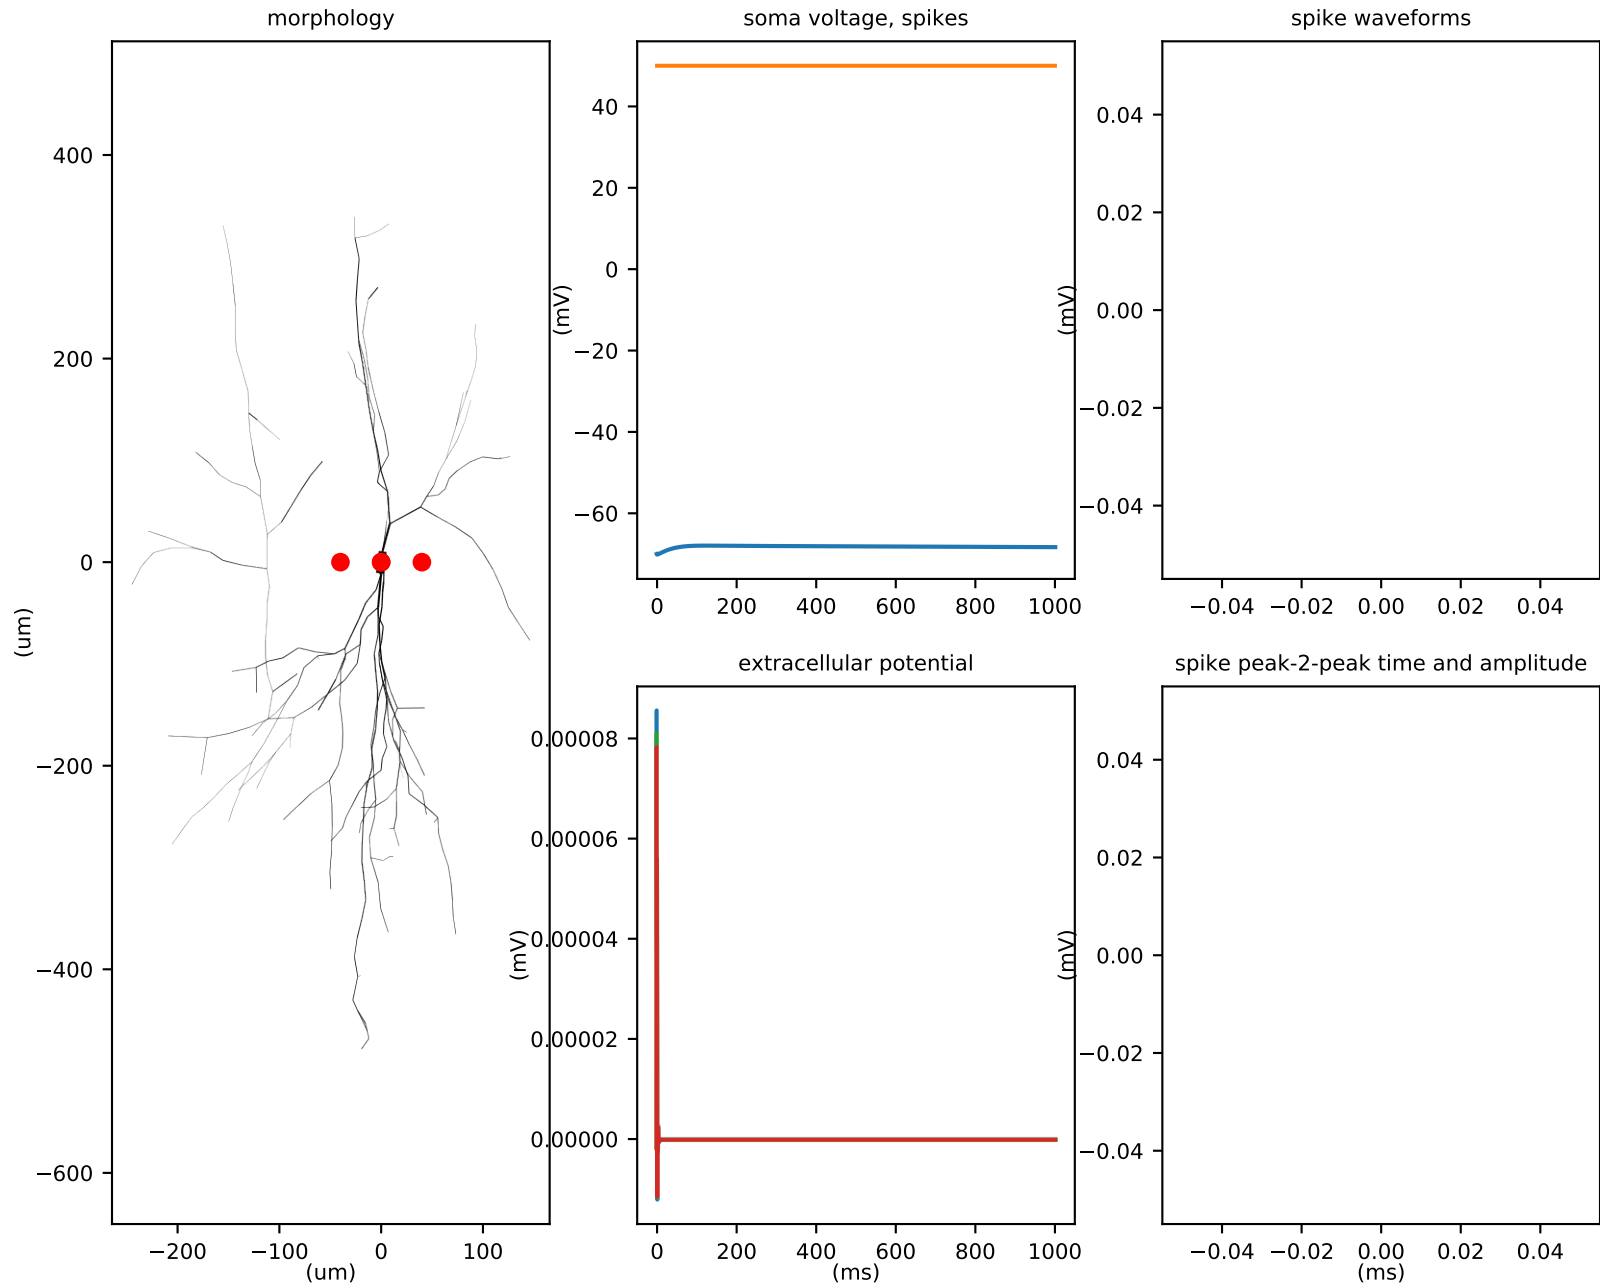 morphology
400
200
0
−200
−400
−600
(um)
−200 −100 0 100
(um)
soma voltage, spikes
40
20
0
−20
−40
−60
(mV)
0 200 400 600 800 1000
spike waveforms
0.04
0.02
0.00
−0.02
−0.04
(mV)
−0.04 −0.02 0.00 0.02 0.04
extracellular potential
0.00008
0.00006
0.00004
0.00002
0.00000
(mV)
0 200 400 600 800 1000
(ms)
spike peak-2-peak time and amplitude
0.04
0.02
0.00
−0.02
−0.04
(mV)
−0.04 −0.02 0.00 0.02 0.04
(ms)